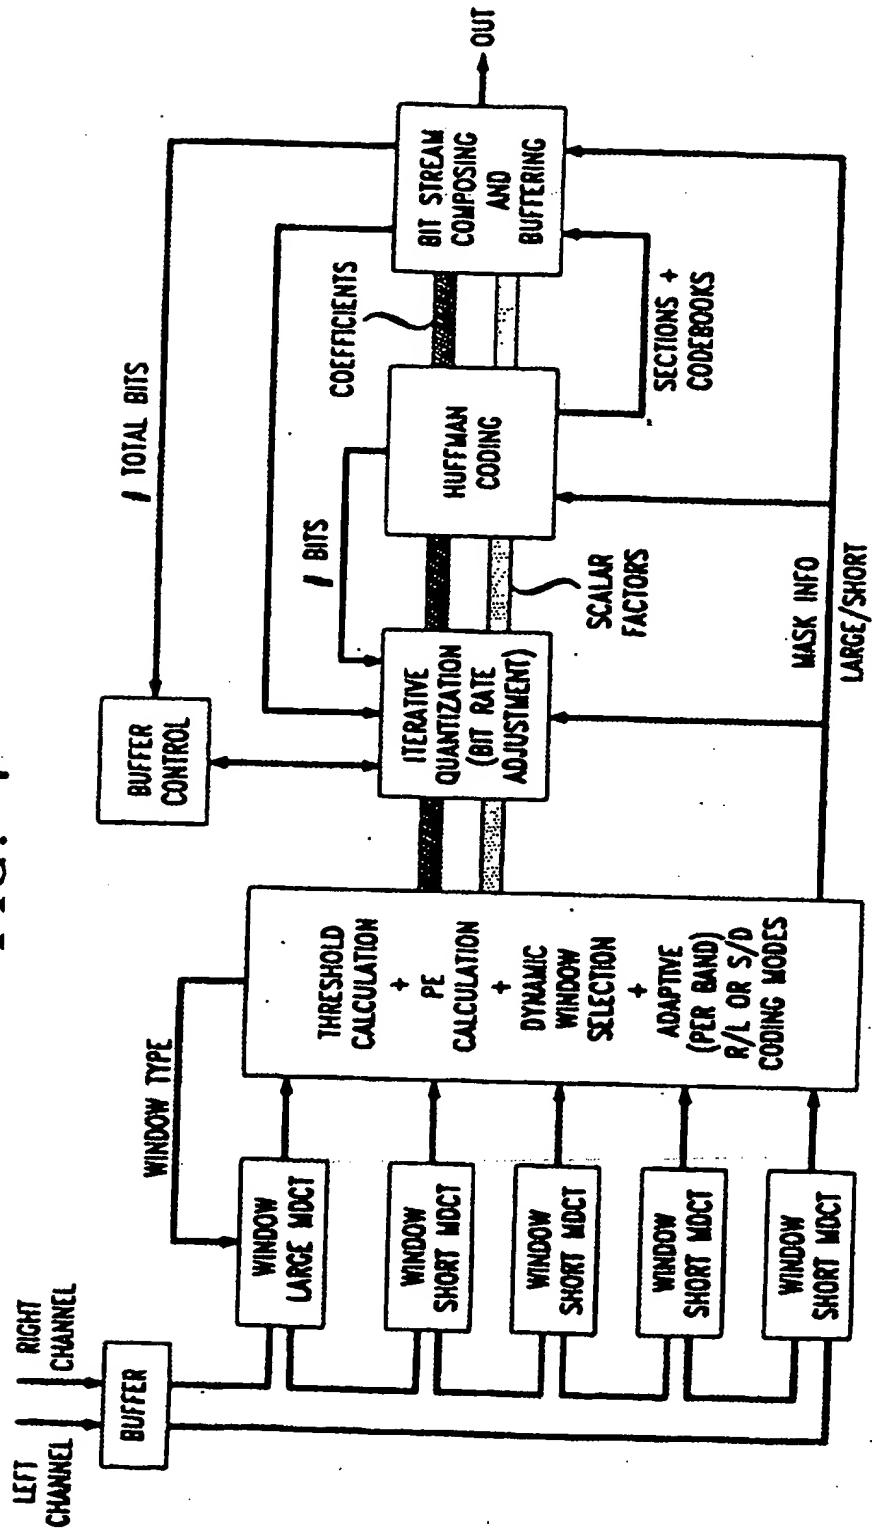 FIG.
LEFT
CHANNEL
RIGHT
CHANNEL
BUFFER
WINDOW TYPE
WINDOW
LARGE MDCT
WINDOW
SHORT MDCT
WINDOW
SHORT MDCT
WINDOW
SHORT MDCT
WINDOW
SHORT MDCT
THRESHOLD
CALCULATION
+
PE
CALCULATION
+
DYNAMIC
WINDOW
SELECTION
+
ADAPTIVE
(PER BAND)
R/L OR S/D
CODING MODES
BUFFER
CONTROL
# TOTAL BITS
ITERATIVE
QUANTIZATION
(BIT RATE
ADJUSTMENT)
# BITS
SCALAR
FACTORS
HUFFMAN
CODING
COEFFICIENTS
SECTIONS +
CODEBOOKS
MASK INFO
LARGE/SHORT
BIT STREAM
COMPOSING
AND
BUFFERING
OUT